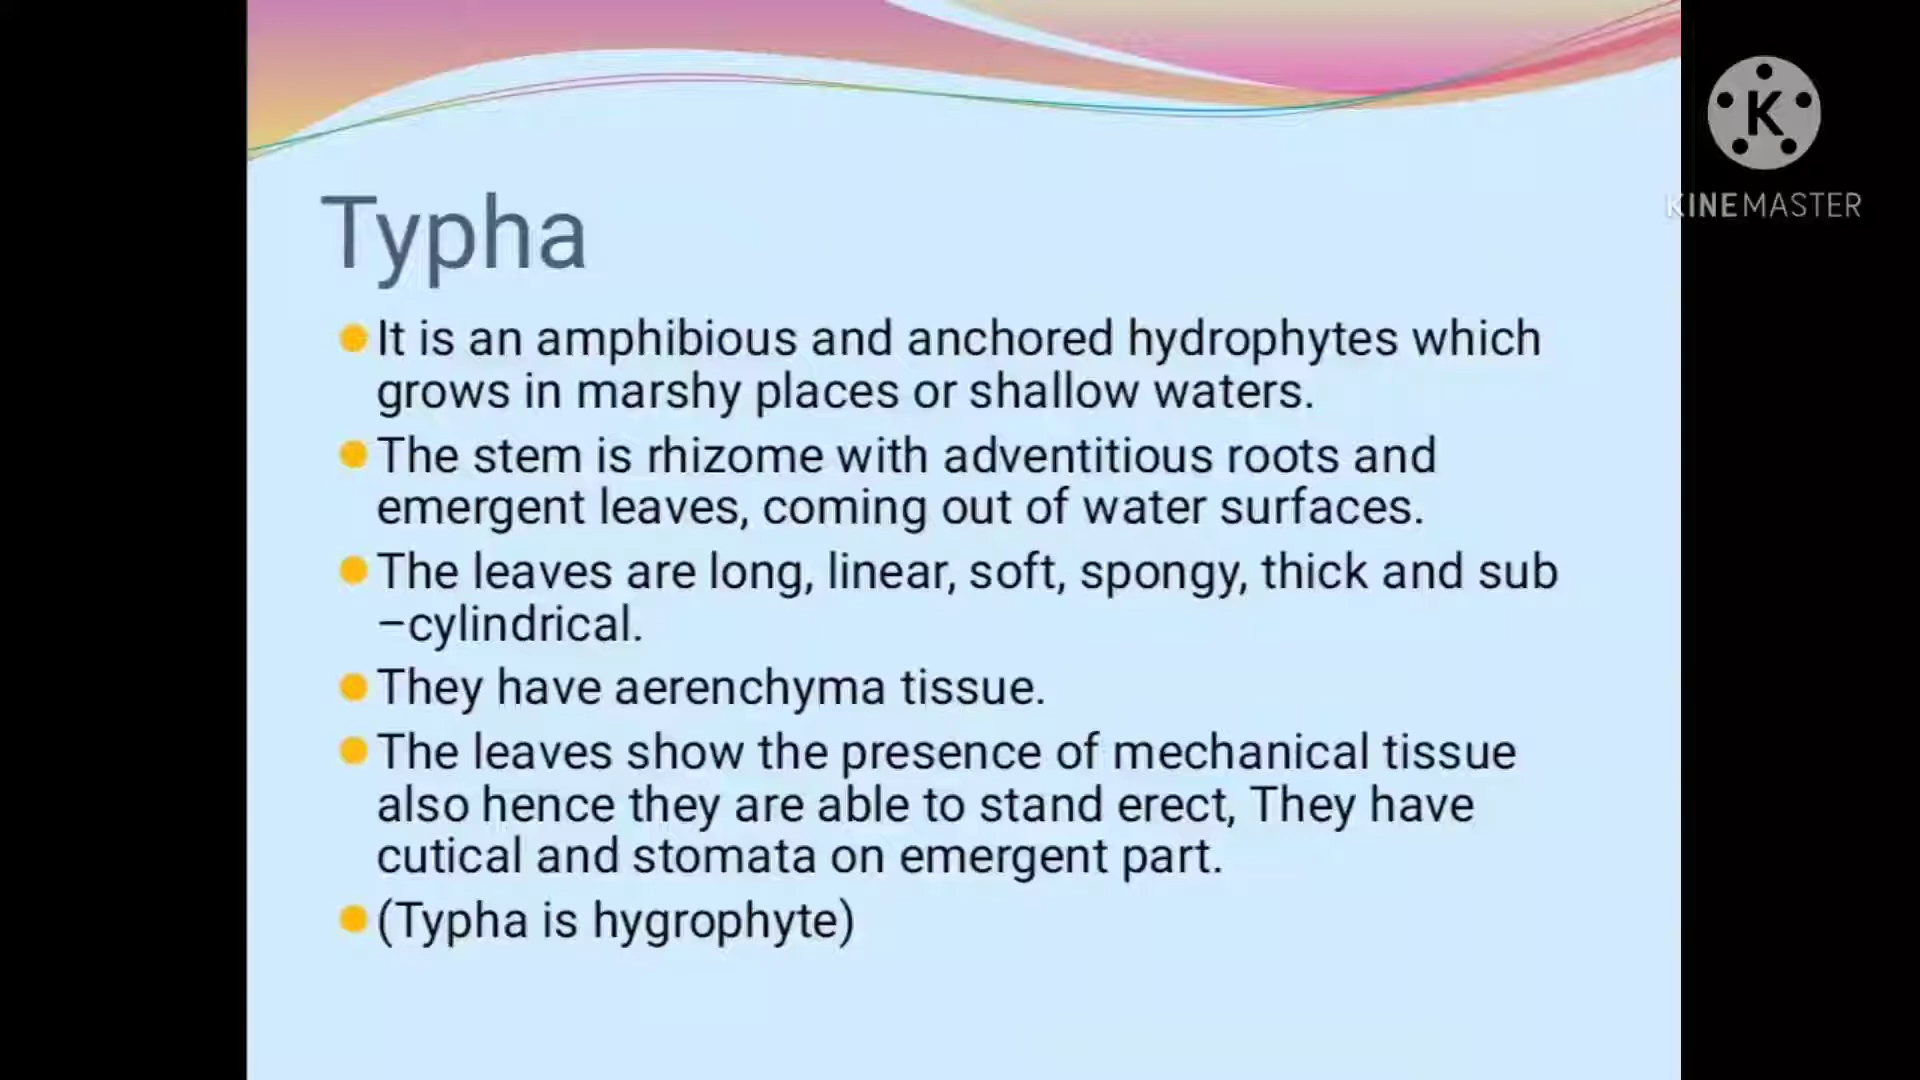 Typha
It is an amphibious and anchored hydrophytes which
grows in marshy places or shallow waters.
The stem is rhizome with adventitious roots and
emergent leaves, coming out of water surfaces.
The leaves are long, linear, soft, spongy, thick and sub
–cylindrical.
They have aerenchyma tissue.
The leaves show the presence of mechanical tissue
also hence they are able to stand erect, They have
cutical and stomata on emergent part.
(Typha is hygrophyte)
K
KINEMASTER